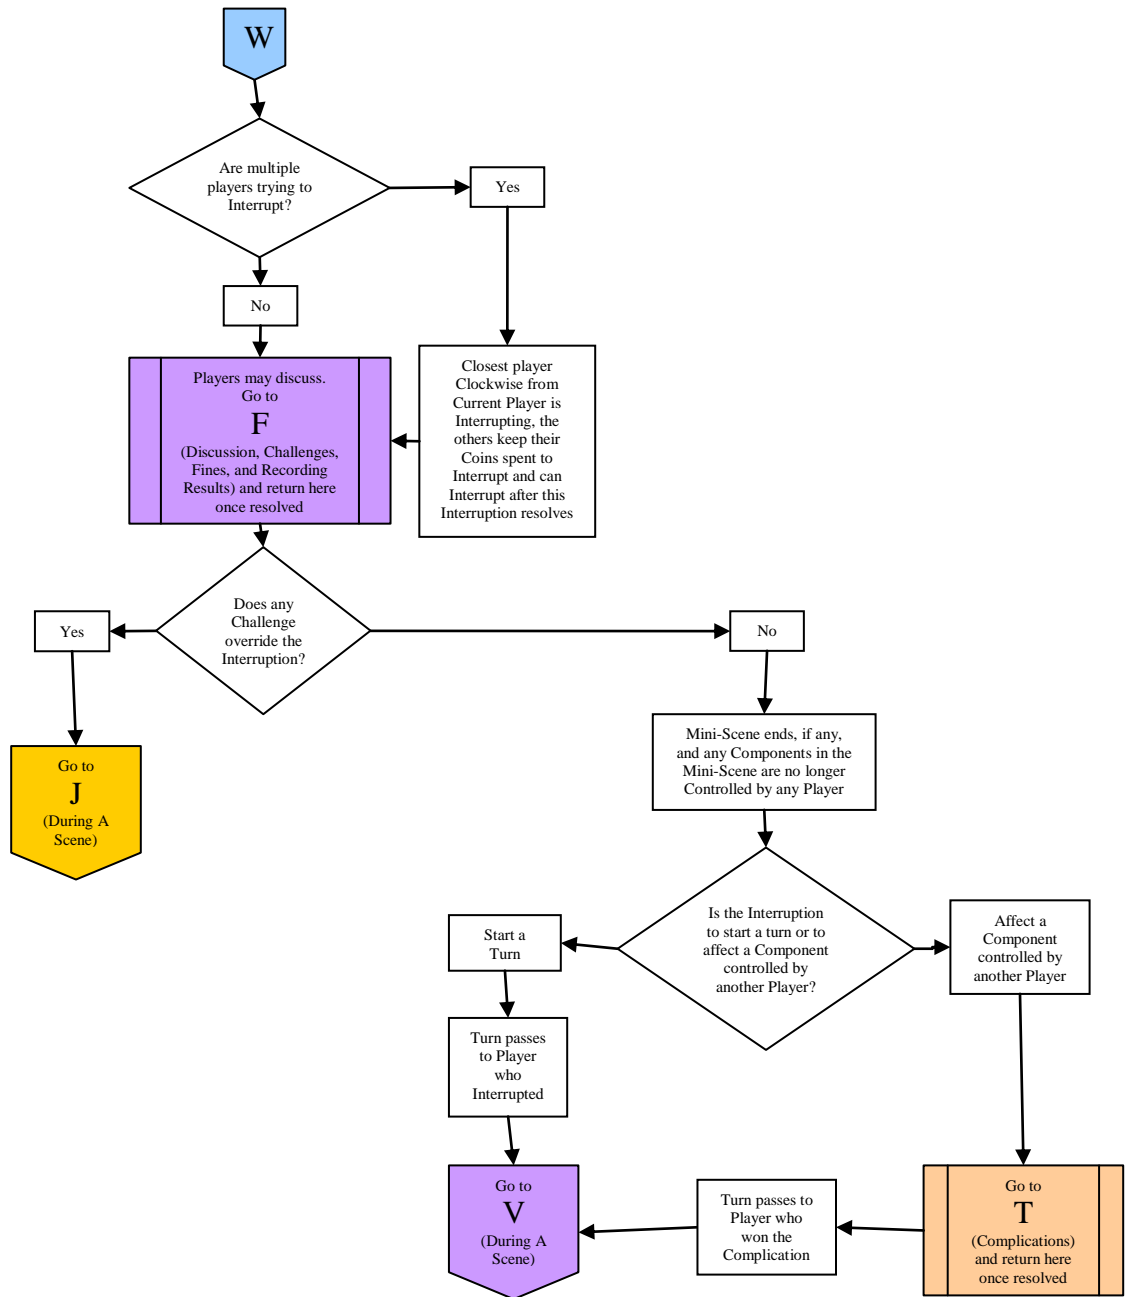 W
Are multiple
players trying to
Interrupt?
Yes
No
Players may discuss.
Go to
F
(Discussion, Challenges,
Fines, and Recording
Results) and return here
once resolved
Closest player
Clockwise from
Current Player is
Interrupting, the
others keep their
Coins spent to
Interrupt and can
Interrupt after this
Interruption resolves
Does any
Challenge
override the
Interruption?
Yes
No
Go to
J
(During A
Scene)
Mini-Scene ends, if any,
and any Components in the
Mini-Scene are no longer
Controlled by any Player
Is the Interruption
to start a turn or to
affect a Component
controlled by
another Player?
Start a
Turn
Affect a
Component
controlled by
another Player
Turn passes
to Player
who
Interrupted
Go to
V
(During A
Scene)
Turn passes to
Player who
won the
Complication
Go to
T
(Complications)
and return here
once resolved